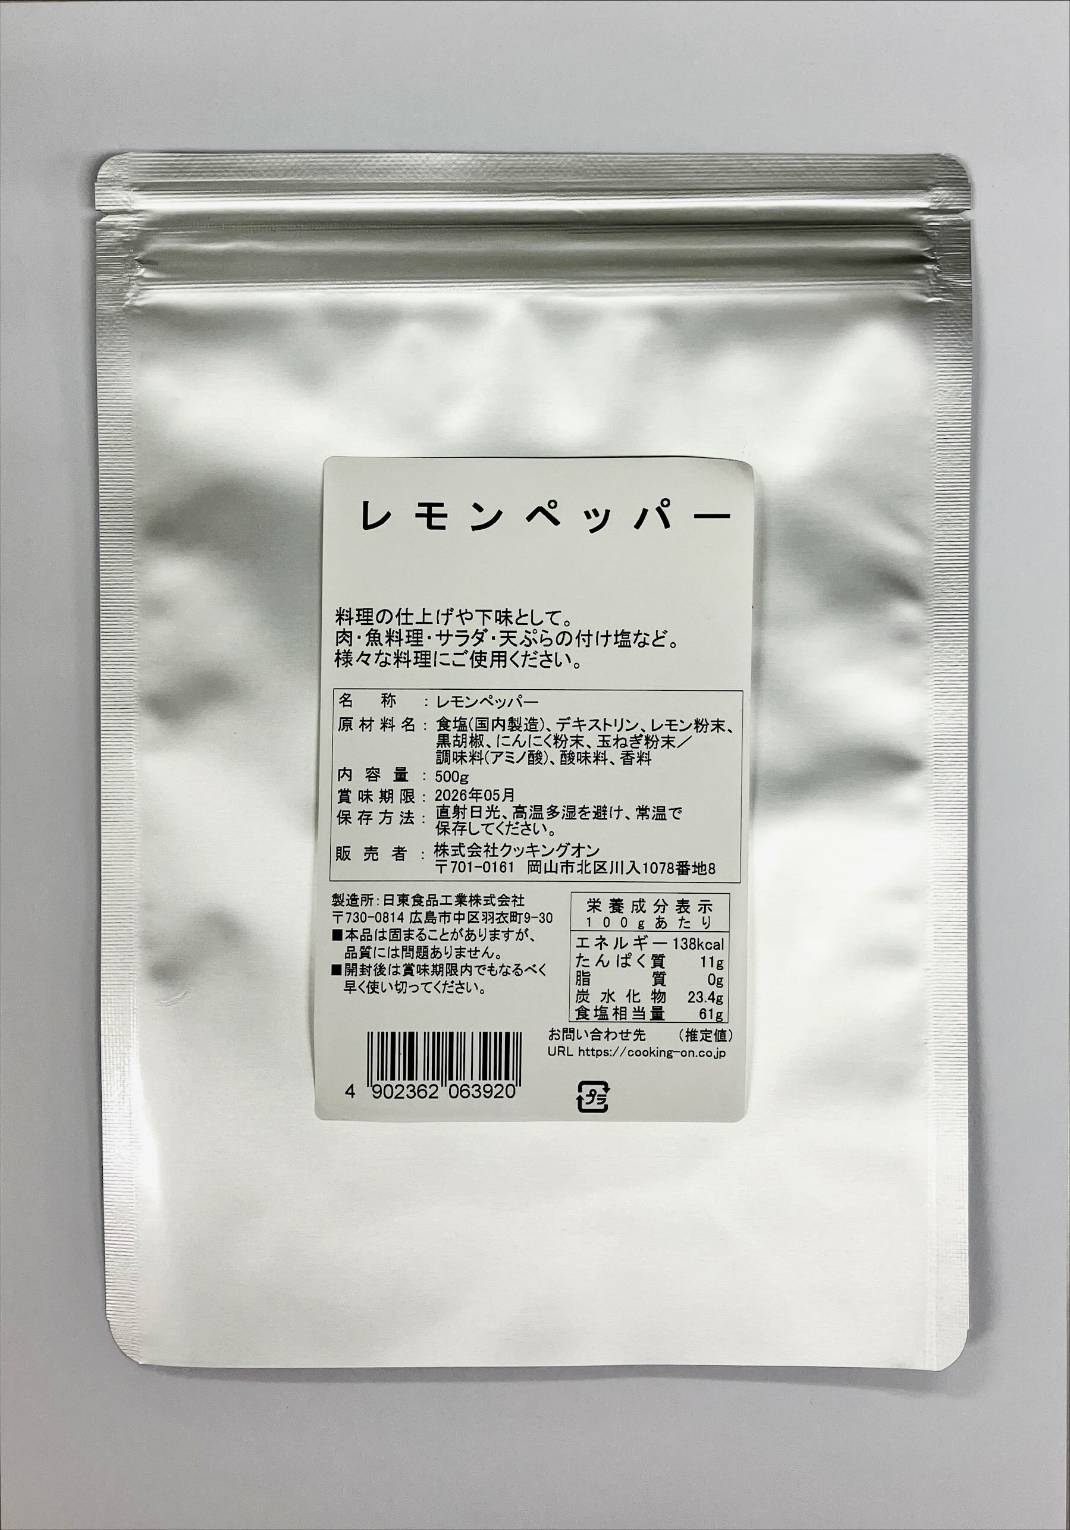 レモンペッパー
料理の仕上げや下味として。
肉・魚料理・サラダ・天ぷらの付け塩など。
様々な料理にご使用ください。
名称：レモンペッパー
原材料名：食塩(国内製造)、デキストリン、レモン粉末、
黒胡椒、にんにく粉末、玉ねぎ粉末／
調味料(アミノ酸)、酸味料、香料
内容量：500g
賞味期限：2026年05月
保存方法：直射日光、高温多湿を避け、常温で
保存してください。
販売者：株式会社クッキングオン
〒701-0161 岡山市北区川入1078番地8
製造所：日東食品工業株式会社
〒730-0814 広島市中区羽衣町9-30
■本品は固まることがありますが、
品質には問題ありません。
■開封後は賞味期限内でもなるべく
早く使い切ってください。
栄養成分表示
100gあたり
エネルギー 138kcal
たんぱく質 11g
脂質 0g
炭水化物 23.4g
食塩相当量 61g
お問い合わせ先 (推定値)
URL https://cooking-on.co.jp
4 902362 063920
プラ